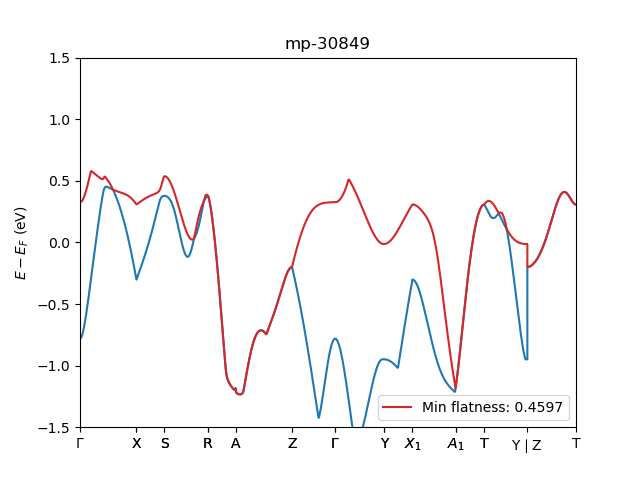 mp-30849
E − E_F (eV)
1.5
1.0
0.5
0.0
−0.5
−1.0
−1.5
Min flatness: 0.4597
Γ X S R A Z Γ Y X₁ A₁ T Y | Z T